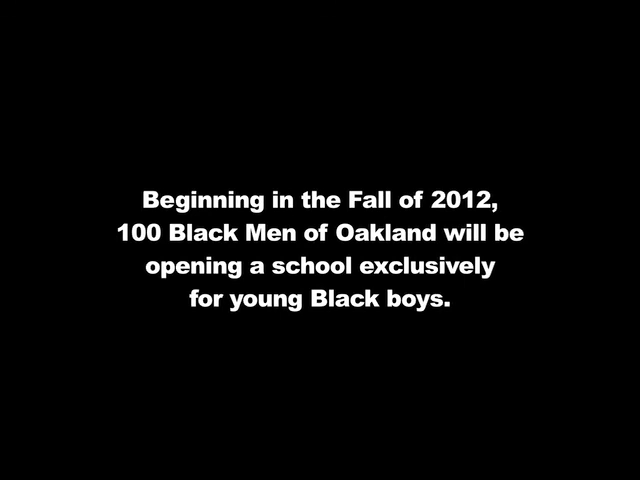 Beginning in the Fall of 2012,
100 Black Men of Oakland will be
opening a school exclusively
for young Black boys.